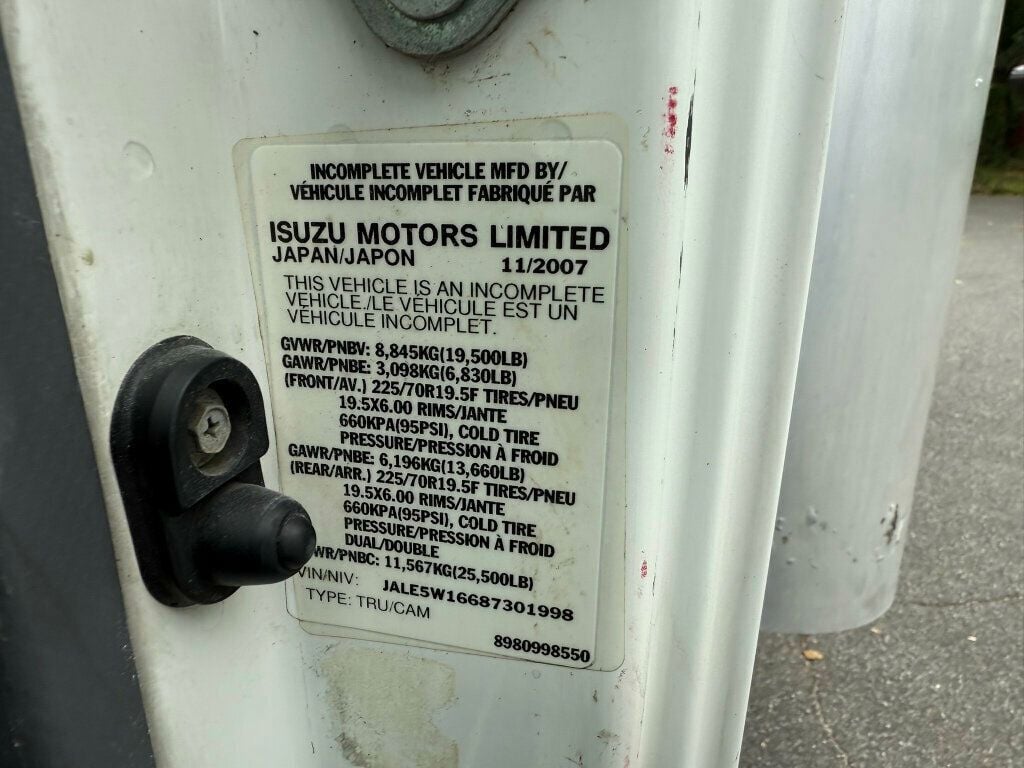 INCOMPLETE VEHICLE MFD BY/
VÉHICULE INCOMPLET FABRIQUÉ PAR
ISUZU MOTORS LIMITED
JAPAN/JAPON 11/2007
THIS VEHICLE IS AN INCOMPLETE
VEHICLE./LE VÉHICULE EST UN
VÉHICULE INCOMPLET.
GVWR/PNBV: 8,845KG(19,500LB)
GAWR/PNBE: 3,098KG(6,830LB)
(FRONT/AV.) 225/70R19.5F TIRES/PNEU
19.5X6.00 RIMS/JANTE
660KPA(95PSI), COLD TIRE
PRESSURE/PRESSION À FROID
GAWR/PNBE: 6,196KG(13,660LB)
(REAR/ARR.) 225/70R19.5F TIRES/PNEU
19.5X6.00 RIMS/JANTE
660KPA(95PSI), COLD TIRE
PRESSURE/PRESSION À FROID
DUAL/DOUBLE
WR/PNBC: 11,567KG(25,500LB)
VIN/NIV: JALE5W16687301998
TYPE: TRU/CAM
8980998550